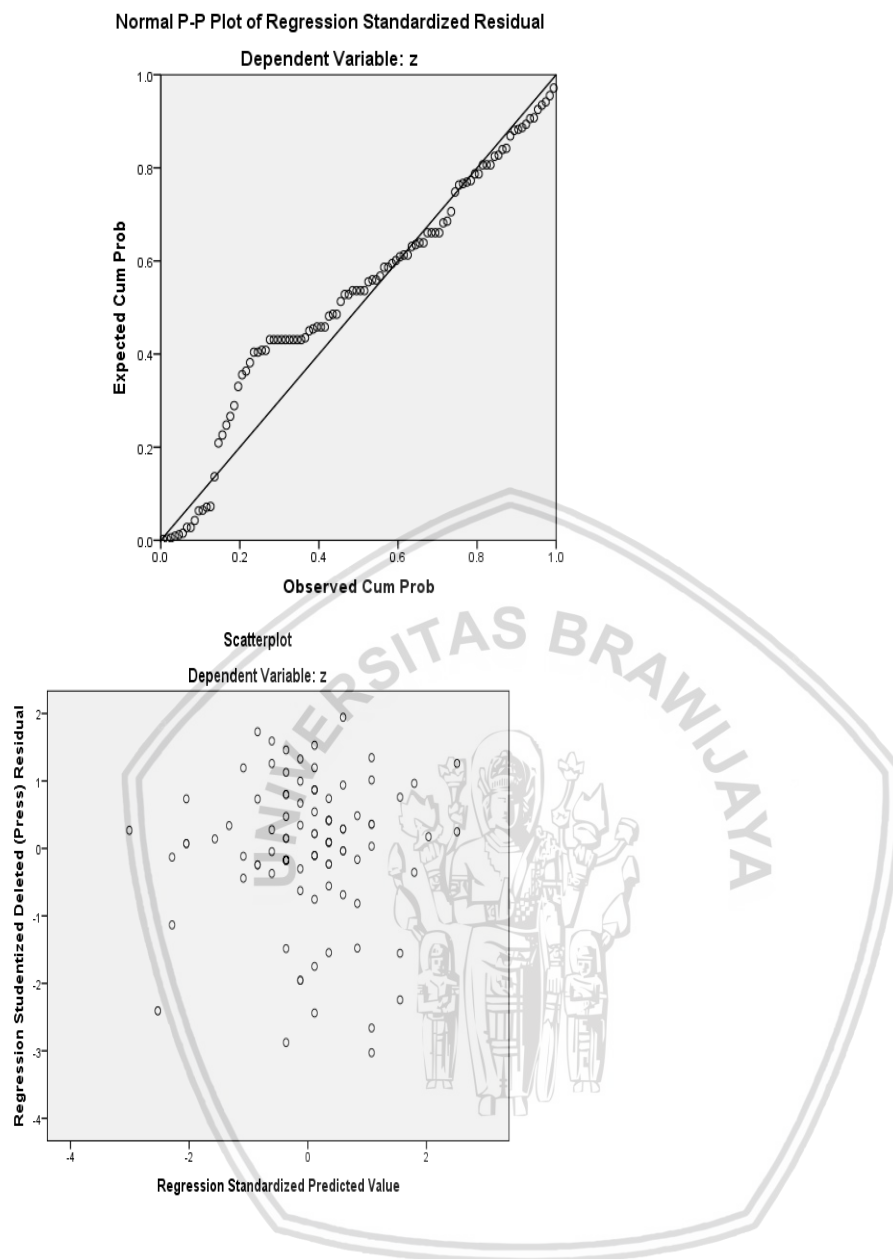 Normal P-P Plot of Regression Standardized Residual
Dependent Variable: z
Expected Cum Prob
1.0
0.8
0.6
0.4
0.2
0.0
0.0 0.2 0.4 0.6 0.8 1.0
Observed Cum Prob
Scatterplot
Dependent Variable: z
Regression Studentized Deleted (Press) Residual
2
1
0
-1
-2
-3
-4
-4 -2 0 2
Regression Standardized Predicted Value
UNIVERSITAS BRAWIJAYA